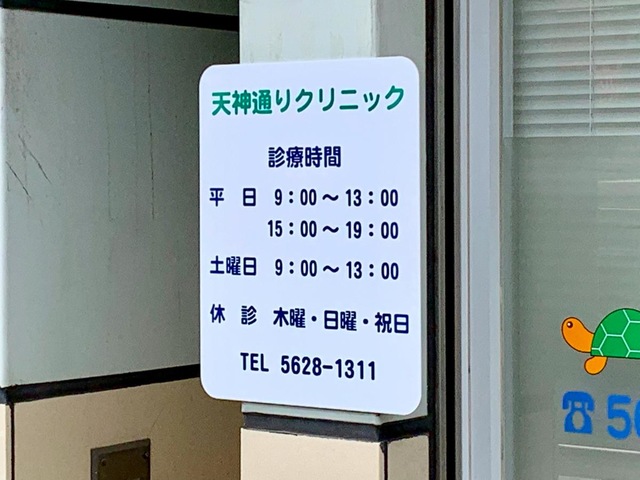 天神通りクリニック
診療時間
平 日 9：00～13：00
15：00～19：00
土曜日 9：00～13：00
休 診 木曜・日曜・祝日
TEL 5628-1311
☎56